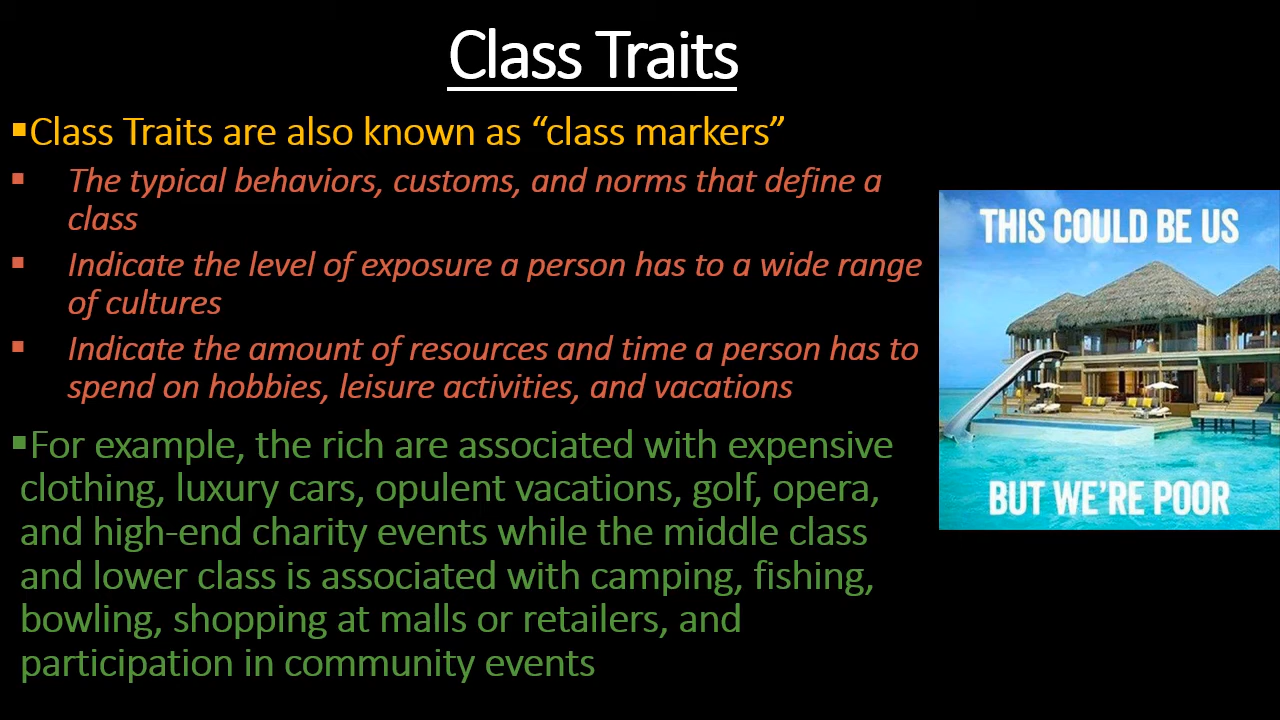 Class Traits
▪Class Traits are also known as “class markers”
▪ The typical behaviors, customs, and norms that define a
class
▪ Indicate the level of exposure a person has to a wide range
of cultures
▪ Indicate the amount of resources and time a person has to
spend on hobbies, leisure activities, and vacations
▪For example, the rich are associated with expensive
clothing, luxury cars, opulent vacations, golf, opera,
and high-end charity events while the middle class
and lower class is associated with camping, fishing,
bowling, shopping at malls or retailers, and
participation in community events
THIS COULD BE US
BUT WE'RE POOR